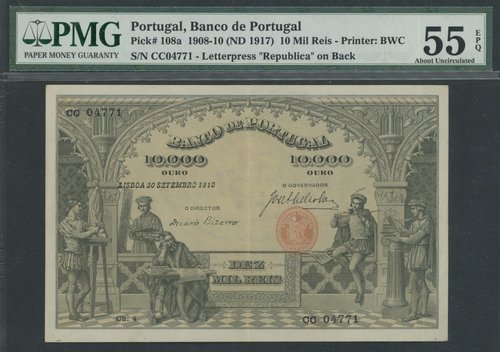 PMG
PAPER MONEY GUARANTY
Portugal, Banco de Portugal
Pick# 108a 1908-10 (ND 1917) 10 Mil Reis - Printer: BWC
S/N CC04771 - Letterpress "Republica" on Back
55 EPQ
About Uncirculated
CC 04771
BANCO DE PORTUGAL
10.000 10.000
OURO OURO
LISBOA 30 SETEMBRO 1910
O GOVERNADOR
O DIRECTOR
Duarte Bizarro
DEZ
MIL REIS
Ch. 4
CC 04771